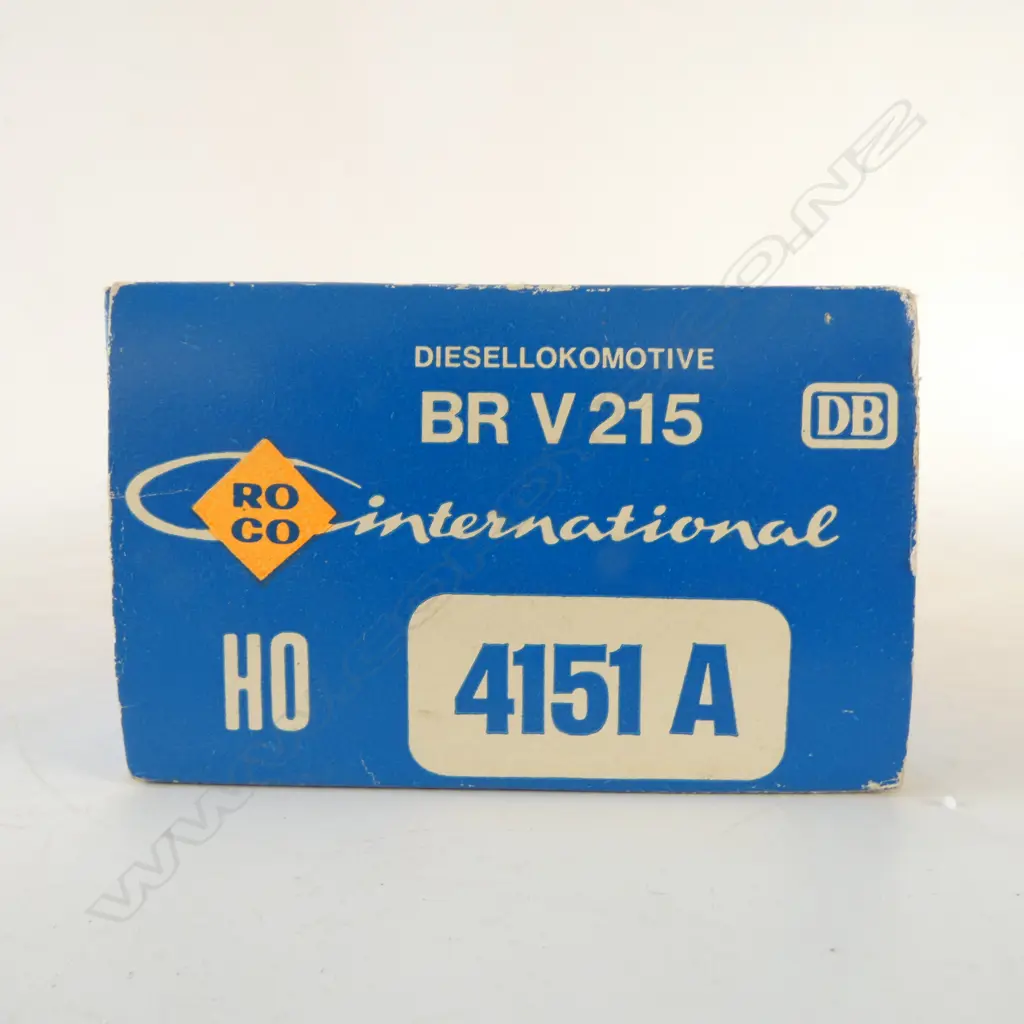 DIESELLOKOMOTIVE
BR V 215
DB
RO
CO
international
HO
4151 A